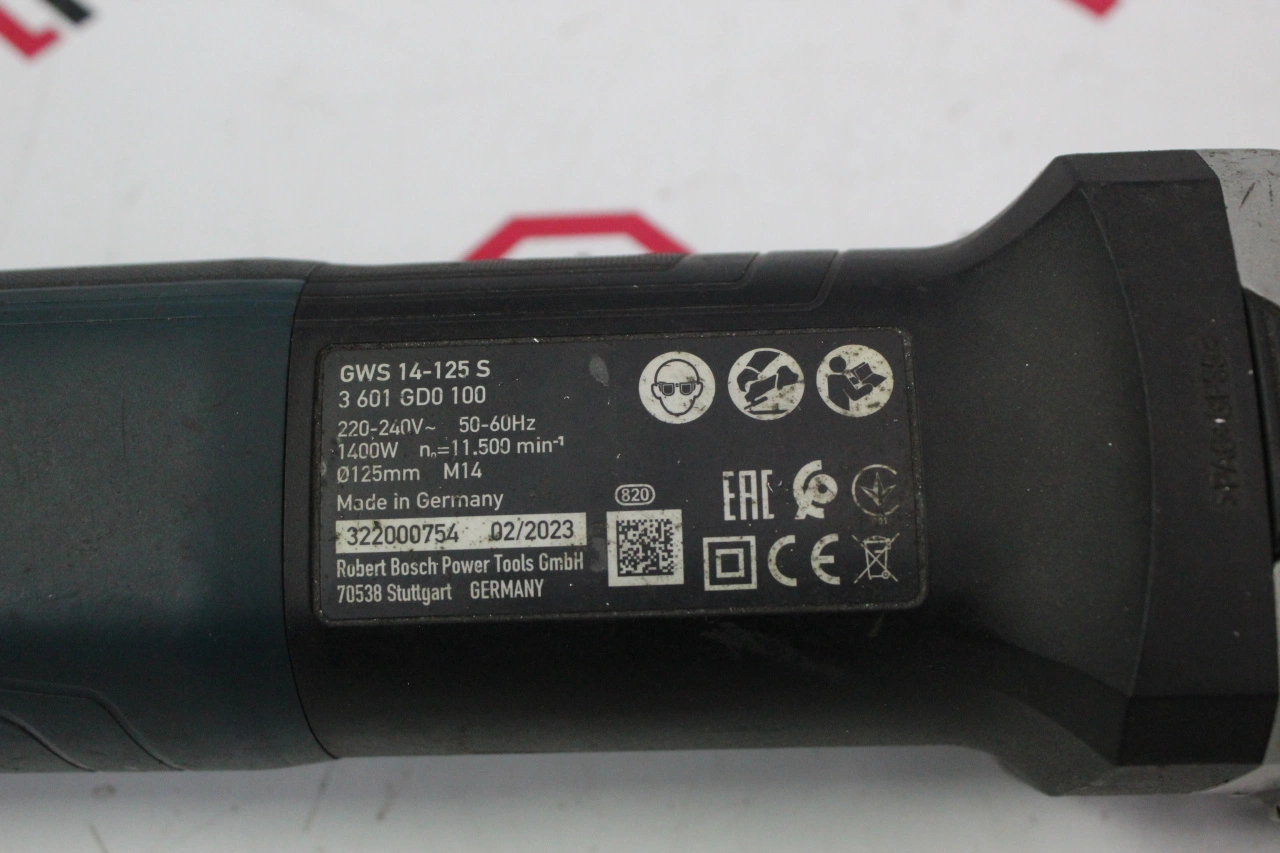 GWS 14-125 S
3 601 GD0 100
220-240V~ 50-60Hz
1400W n₀=11.500 min⁻¹
Ø125mm M14
Made in Germany
322000754 02/2023
Robert Bosch Power Tools GmbH
70538 Stuttgart GERMANY
820
EAC
CE